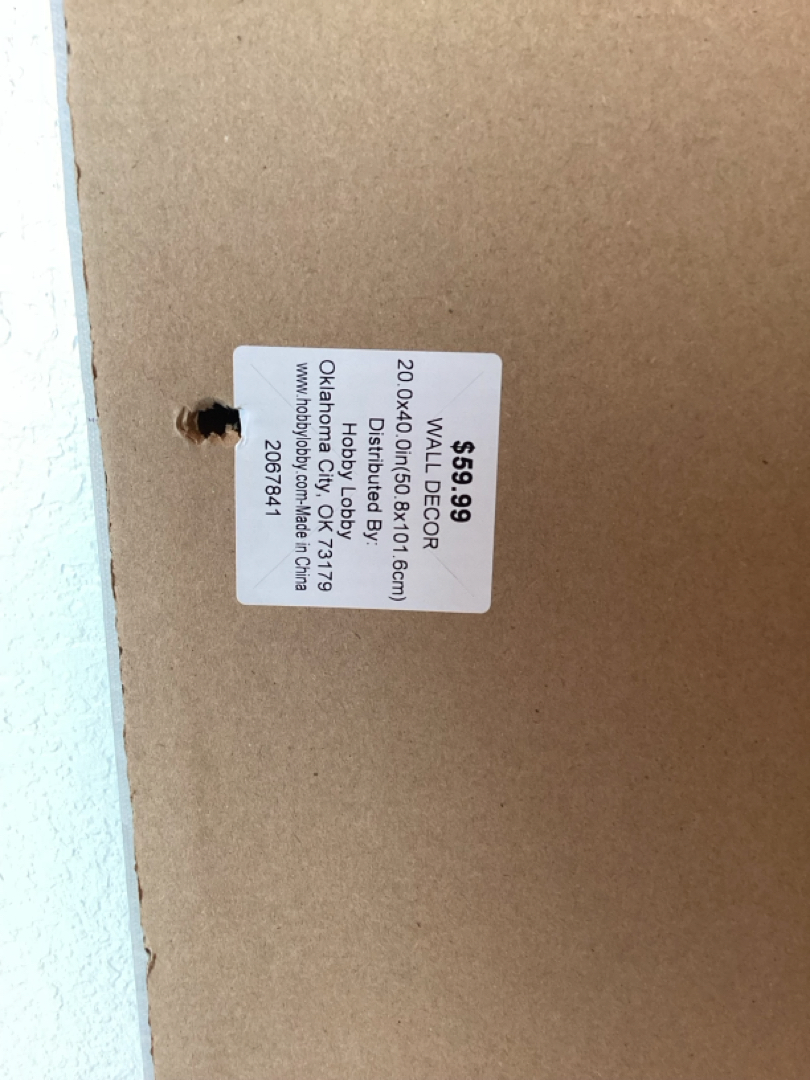 $59.99
WALL DECOR
20.0x40.0in(50.8x101.6cm)
Distributed By:
Hobby Lobby
Oklahoma City, OK 73179
www.hobbylobby.com-Made in China
2067841